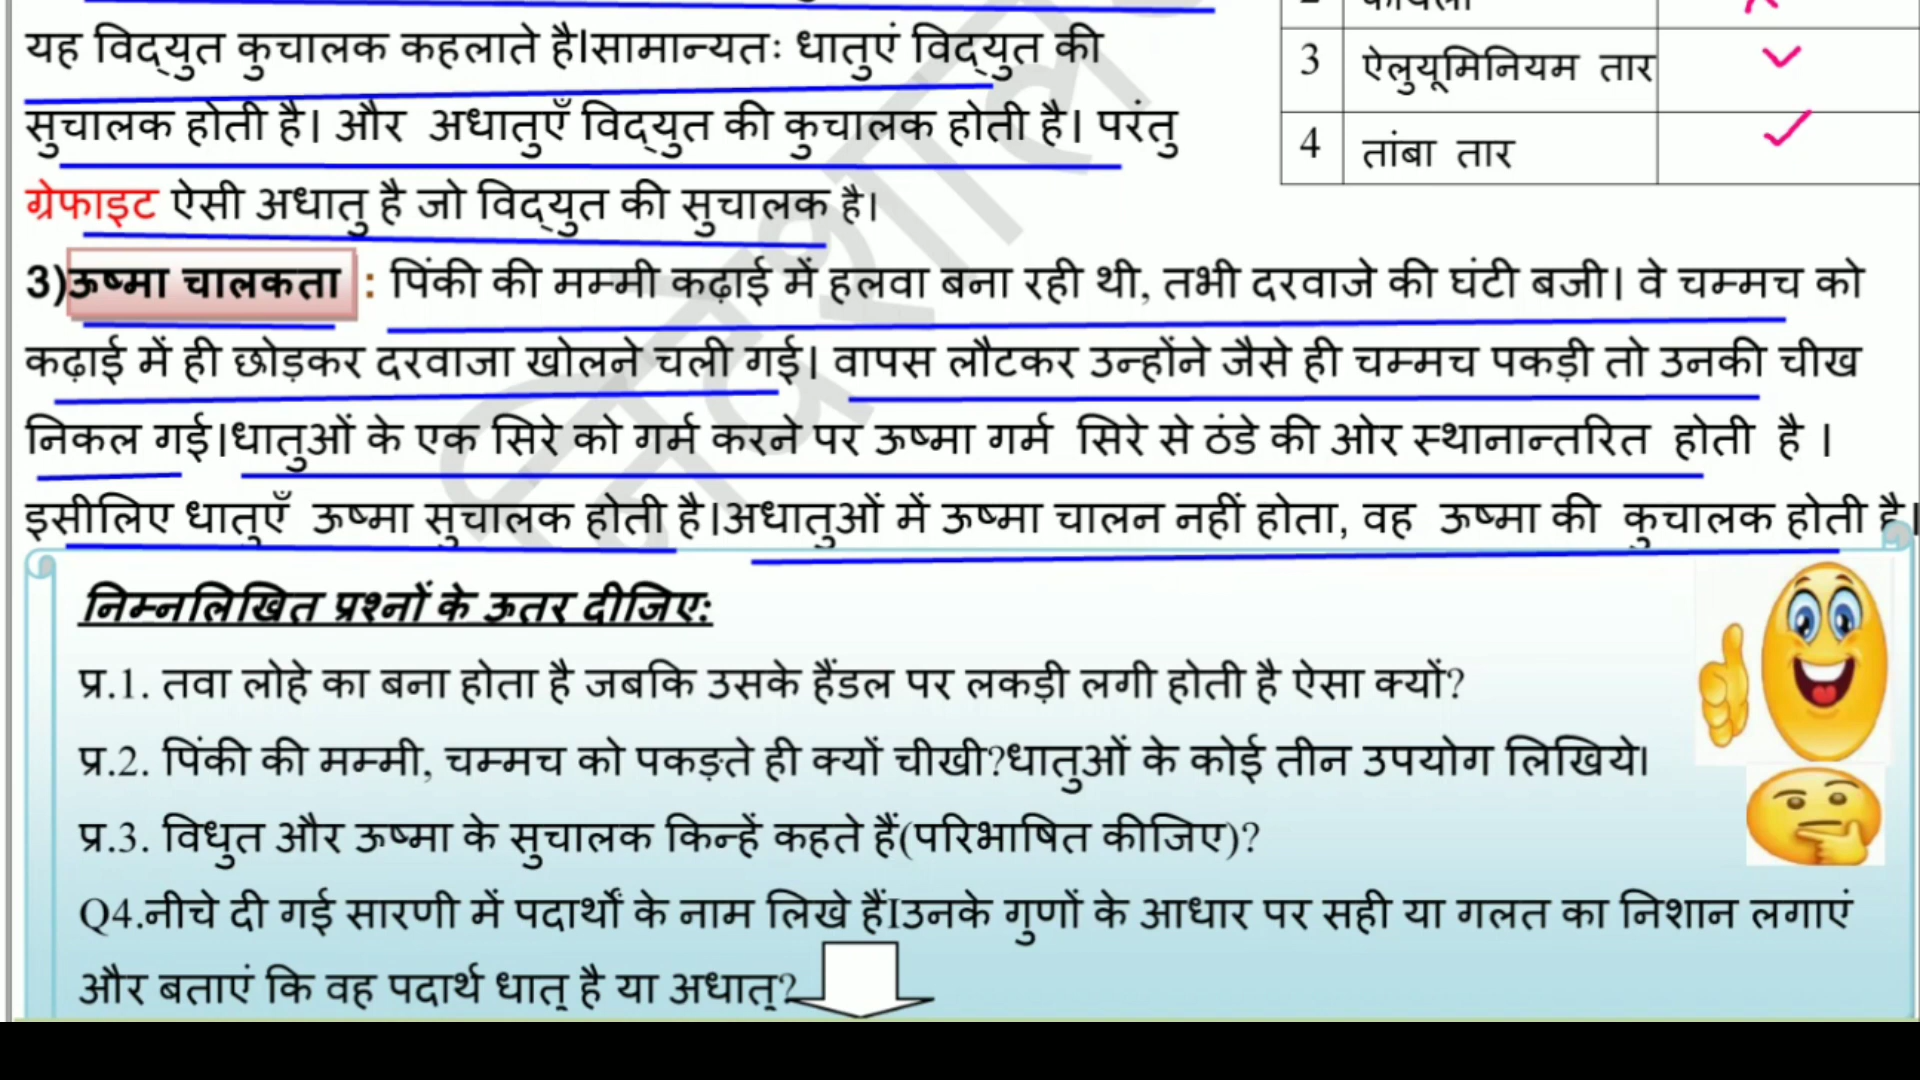 यह विद्युत कुचालक कहलाते है।सामान्यतः धातुएं विद्युत की
सुचालक होती है। और अधातुएँ विद्युत की कुचालक होती है। परंतु
ग्रेफाइट ऐसी अधातु है जो विद्युत की सुचालक है।
3 ऐलुयूमिनियम तार
4 तांबा तार
3)ऊष्मा चालकता : पिंकी की मम्मी कढ़ाई में हलवा बना रही थी, तभी दरवाजे की घंटी बजी। वे चम्मच को
कढ़ाई में ही छोड़कर दरवाजा खोलने चली गई। वापस लौटकर उन्होंने जैसे ही चम्मच पकड़ी तो उनकी चीख
निकल गई।धातुओं के एक सिरे को गर्म करने पर ऊष्मा गर्म सिरे से ठंडे की ओर स्थानान्तरित होती है ।
इसीलिए धातुएँ ऊष्मा सुचालक होती है।अधातुओं में ऊष्मा चालन नहीं होता, वह ऊष्मा की कुचालक होती है।
निम्नलिखित प्रश्नों के ऊतर दीजिए:
प्र.1. तवा लोहे का बना होता है जबकि उसके हैंडल पर लकड़ी लगी होती है ऐसा क्यों?
प्र.2. पिंकी की मम्मी, चम्मच को पकड़ते ही क्यों चीखी?धातुओं के कोई तीन उपयोग लिखिये।
प्र.3. विधुत और ऊष्मा के सुचालक किन्हें कहते हैं(परिभाषित कीजिए)?
Q4.नीचे दी गई सारणी में पदार्थों के नाम लिखे हैंIउनके गुणों के आधार पर सही या गलत का निशान लगाएं
और बताएं कि वह पदार्थ धातु है या अधातु?